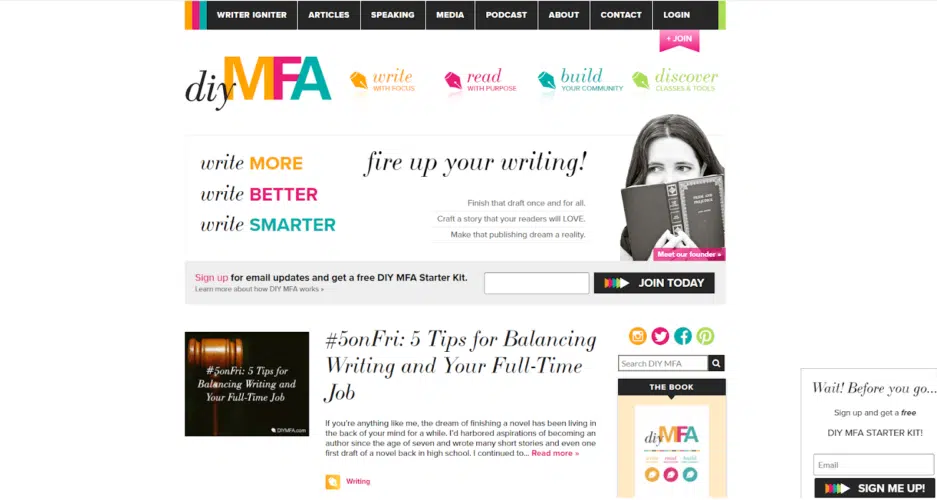 WRITER IGNITER ARTICLES SPEAKING MEDIA PODCAST ABOUT CONTACT LOGIN
+ JOIN
diyMFA
write
WITH FOCUS
read
WITH PURPOSE
build
YOUR COMMUNITY
discover
CLASSES & TOOLS
write MORE
write BETTER
write SMARTER
fire up your writing!
Finish that draft once and for all.
Craft a story that your readers will LOVE.
Make that publishing dream a reality.
PRIDE AND
PREJUDICE
Meet our founder »
Sign up for email updates and get a free DIY MFA Starter Kit.
Learn more about how DIY MFA works »
JOIN TODAY
#5onFri: 5 Tips for
Balancing Writing and
Your Full-Time Job
DIYMFA.com
#5onFri: 5 Tips for Balancing
Writing and Your Full-Time
Job
If you're anything like me, the dream of finishing a novel has been living in
the back of your mind for a while. I'd harbored aspirations of becoming an
author since the age of seven and wrote many short stories and even one
first draft of a novel back in high school. I continued to... Read more »
Writing
Search DIY MFA
THE BOOK
diyMFA
write read build
Wait! Before you go...
Sign up and get a free
DIY MFA STARTER KIT!
Email
SIGN ME UP!